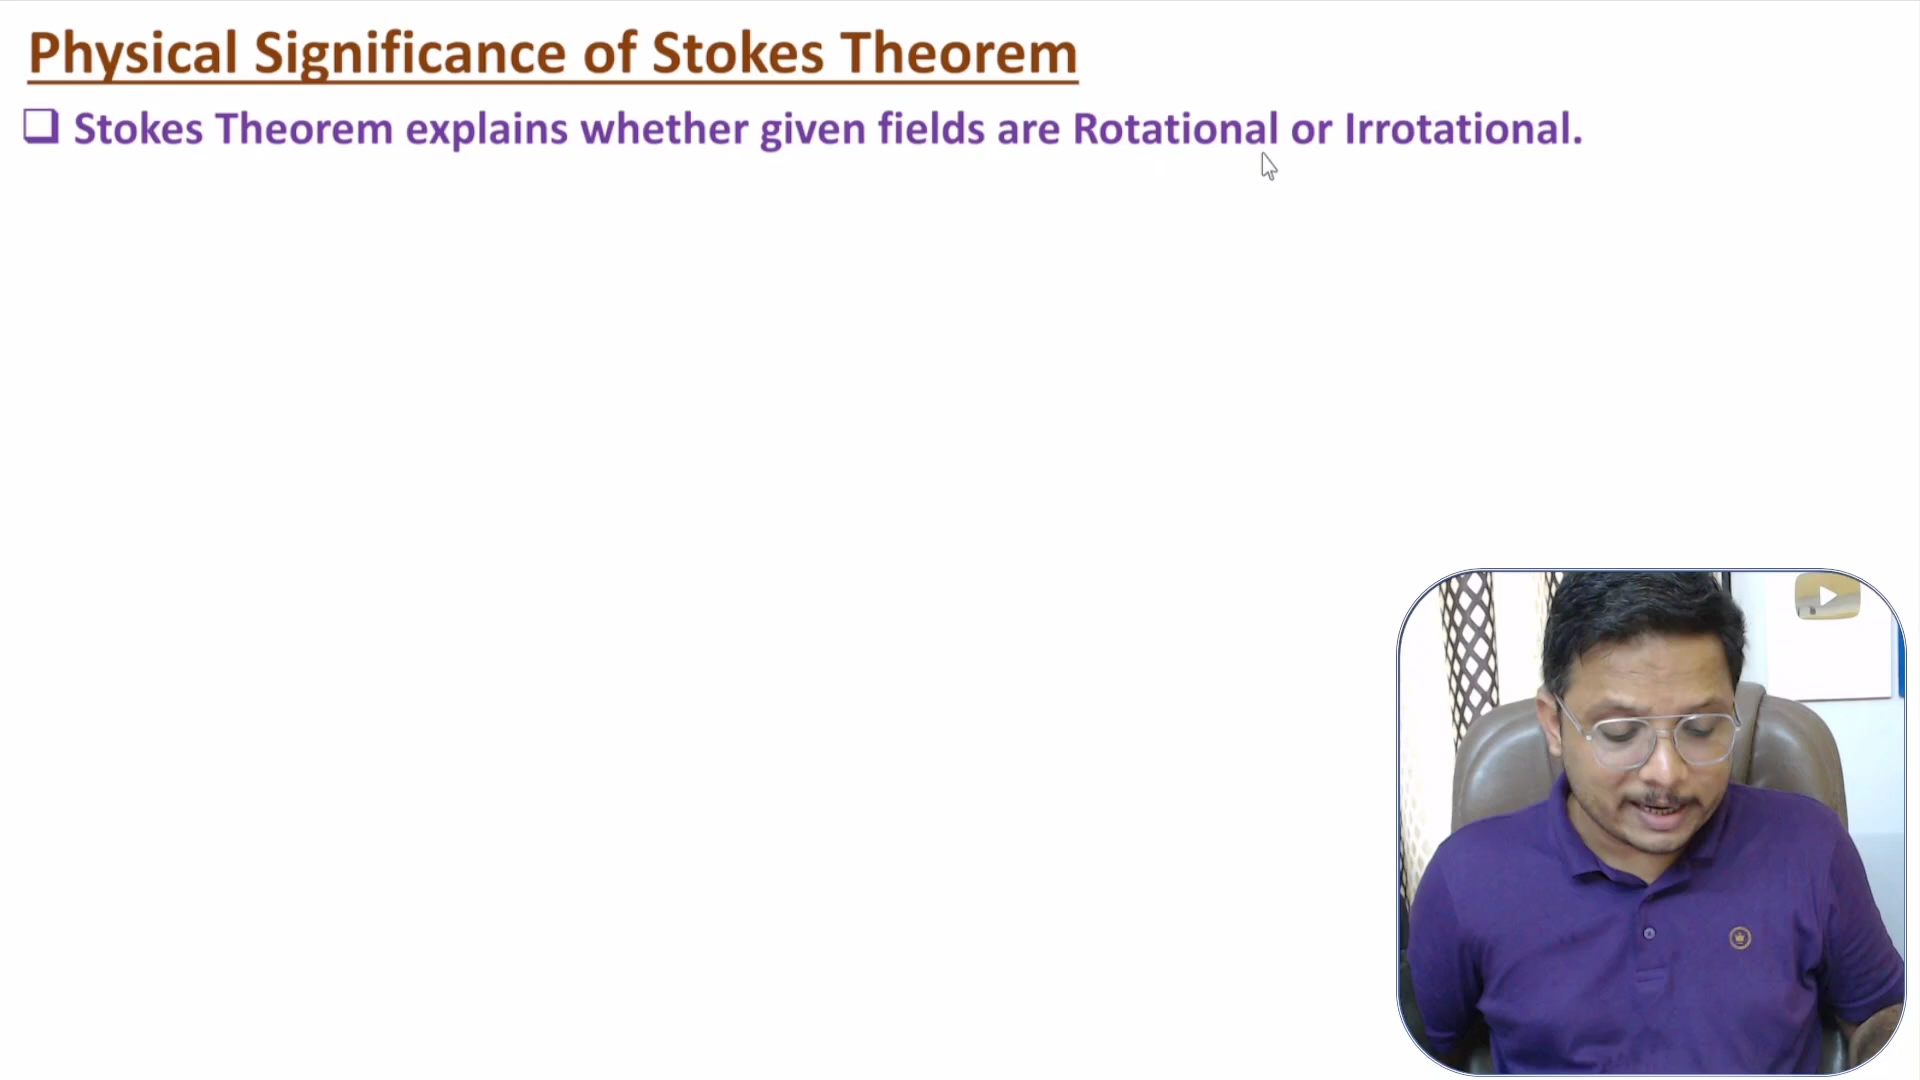 Physical Significance of Stokes Theorem
❑ Stokes Theorem explains whether given fields are Rotational or Irrotational.